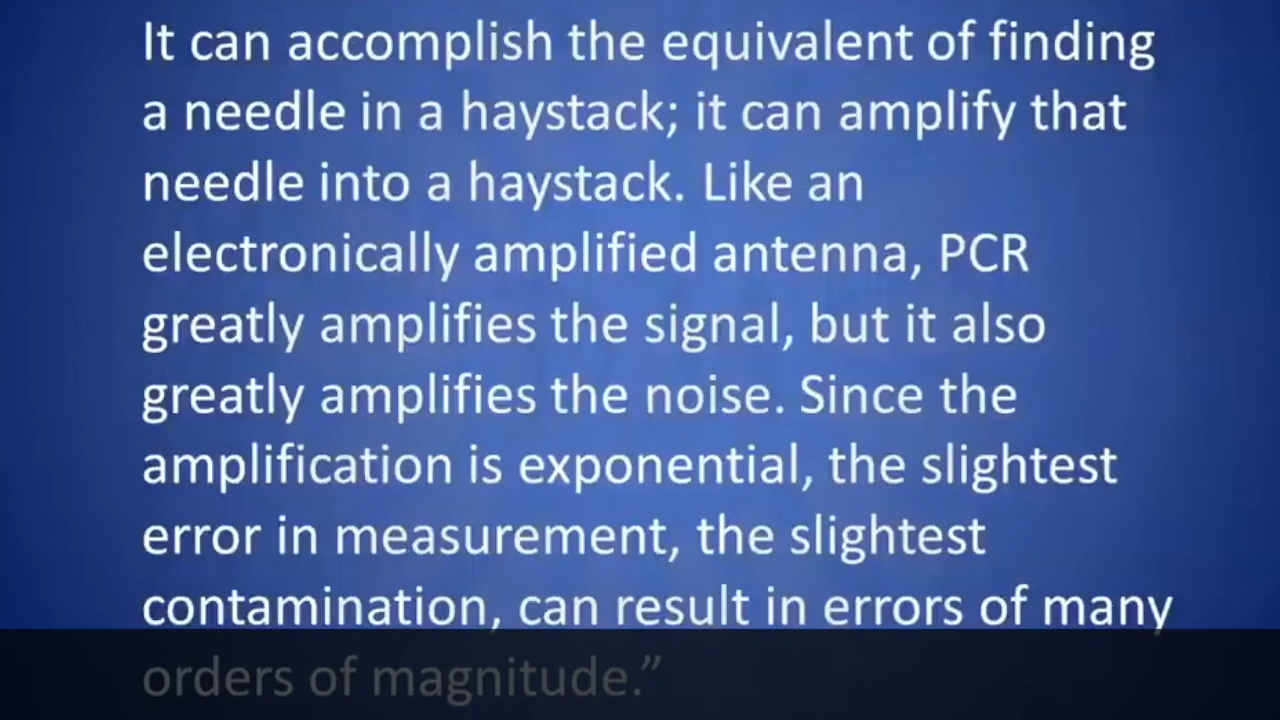 It can accomplish the equivalent of finding
a needle in a haystack; it can amplify that
needle into a haystack. Like an
electronically amplified antenna, PCR
greatly amplifies the signal, but it also
greatly amplifies the noise. Since the
amplification is exponential, the slightest
error in measurement, the slightest
contamination, can result in errors of many
orders of magnitude.”